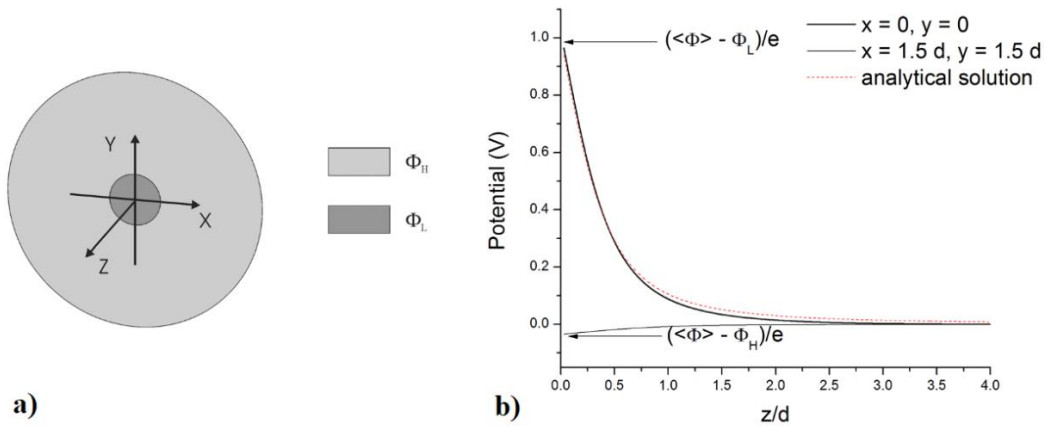 Y
X
Z
Φ_H
Φ_L
a)
Potential (V)
1.0
0.8
0.6
0.4
0.2
0.0
(<Φ> - Φ_L)/e
x = 0, y = 0
x = 1.5 d, y = 1.5 d
analytical solution
(<Φ> - Φ_H)/e
0.0 0.5 1.0 1.5 2.0 2.5 3.0 3.5 4.0
z/d
b)